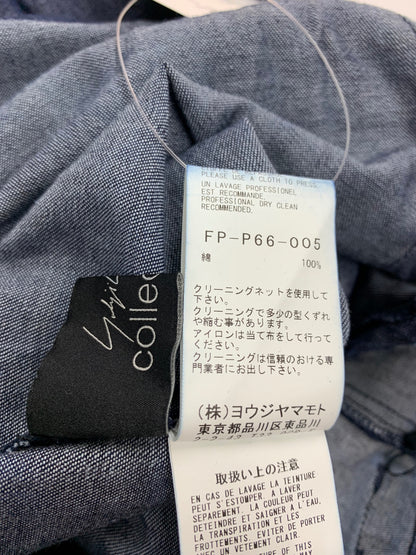 PLEASE USE A CLOTH TO PRESS.
UN LAVAGE PROFESSIONEL
EST RECOMMANDE.
PROFESSIONAL DRY CLEAN
RECOMMENDED.
FP-P66-005
綿 100%
クリーニングネットを使用して
下さい。
クリーニングで多少の型くずれ
や縮む事があります。
アイロンは当て布をして行って
ください。
クリーニングは信頼のおける専
門業者にお出し下さい。
(株)ヨウジヤマモト
東京都品川区東品川
collec
取扱い上の注意
EN CAS DE LAVAGE LA TEINTURE
PEUT S'ESTOMPER. A LAVER
SEPAREMENT. LA COULEUR PEUT
DETEINDRE ET SAIGNER A L'EAU.
LA TRANSPIRATION ET LES
FROTTEMENTS. EVITER DE PORTER